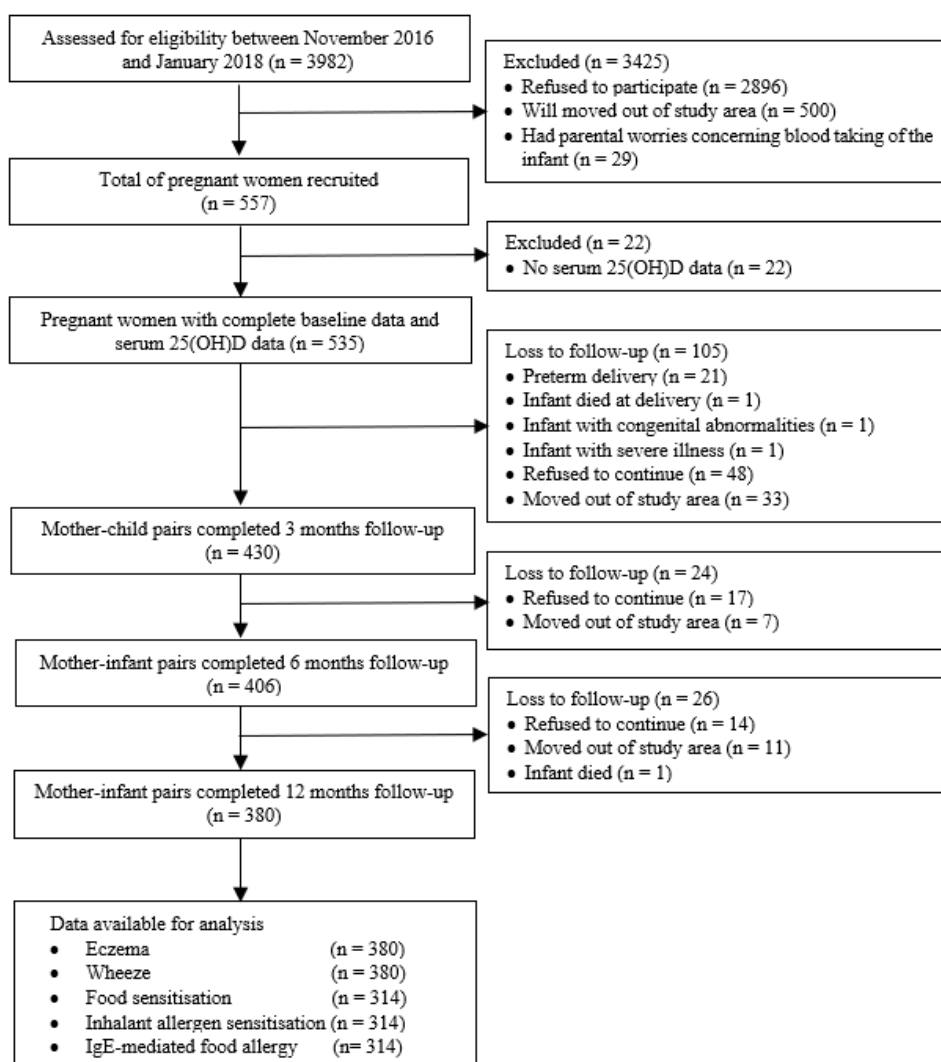 Assessed for eligibility between November 2016
and January 2018 (n = 3982)
Excluded (n = 3425)
• Refused to participate (n = 2896)
• Will moved out of study area (n = 500)
• Had parental worries concerning blood taking of the
infant (n = 29)
Total of pregnant women recruited
(n = 557)
Excluded (n = 22)
• No serum 25(OH)D data (n = 22)
Pregnant women with complete baseline data and
serum 25(OH)D data (n = 535)
Loss to follow-up (n = 105)
• Preterm delivery (n = 21)
• Infant died at delivery (n = 1)
• Infant with congenital abnormalities (n = 1)
• Infant with severe illness (n = 1)
• Refused to continue (n = 48)
• Moved out of study area (n = 33)
Mother-child pairs completed 3 months follow-up
(n = 430)
Loss to follow-up (n = 24)
• Refused to continue (n = 17)
• Moved out of study area (n = 7)
Mother-infant pairs completed 6 months follow-up
(n = 406)
Loss to follow-up (n = 26)
• Refused to continue (n = 14)
• Moved out of study area (n = 11)
• Infant died (n = 1)
Mother-infant pairs completed 12 months follow-up
(n = 380)
Data available for analysis
• Eczema (n = 380)
• Wheeze (n = 380)
• Food sensitisation (n = 314)
• Inhalant allergen sensitisation (n = 314)
• IgE-mediated food allergy (n= 314)